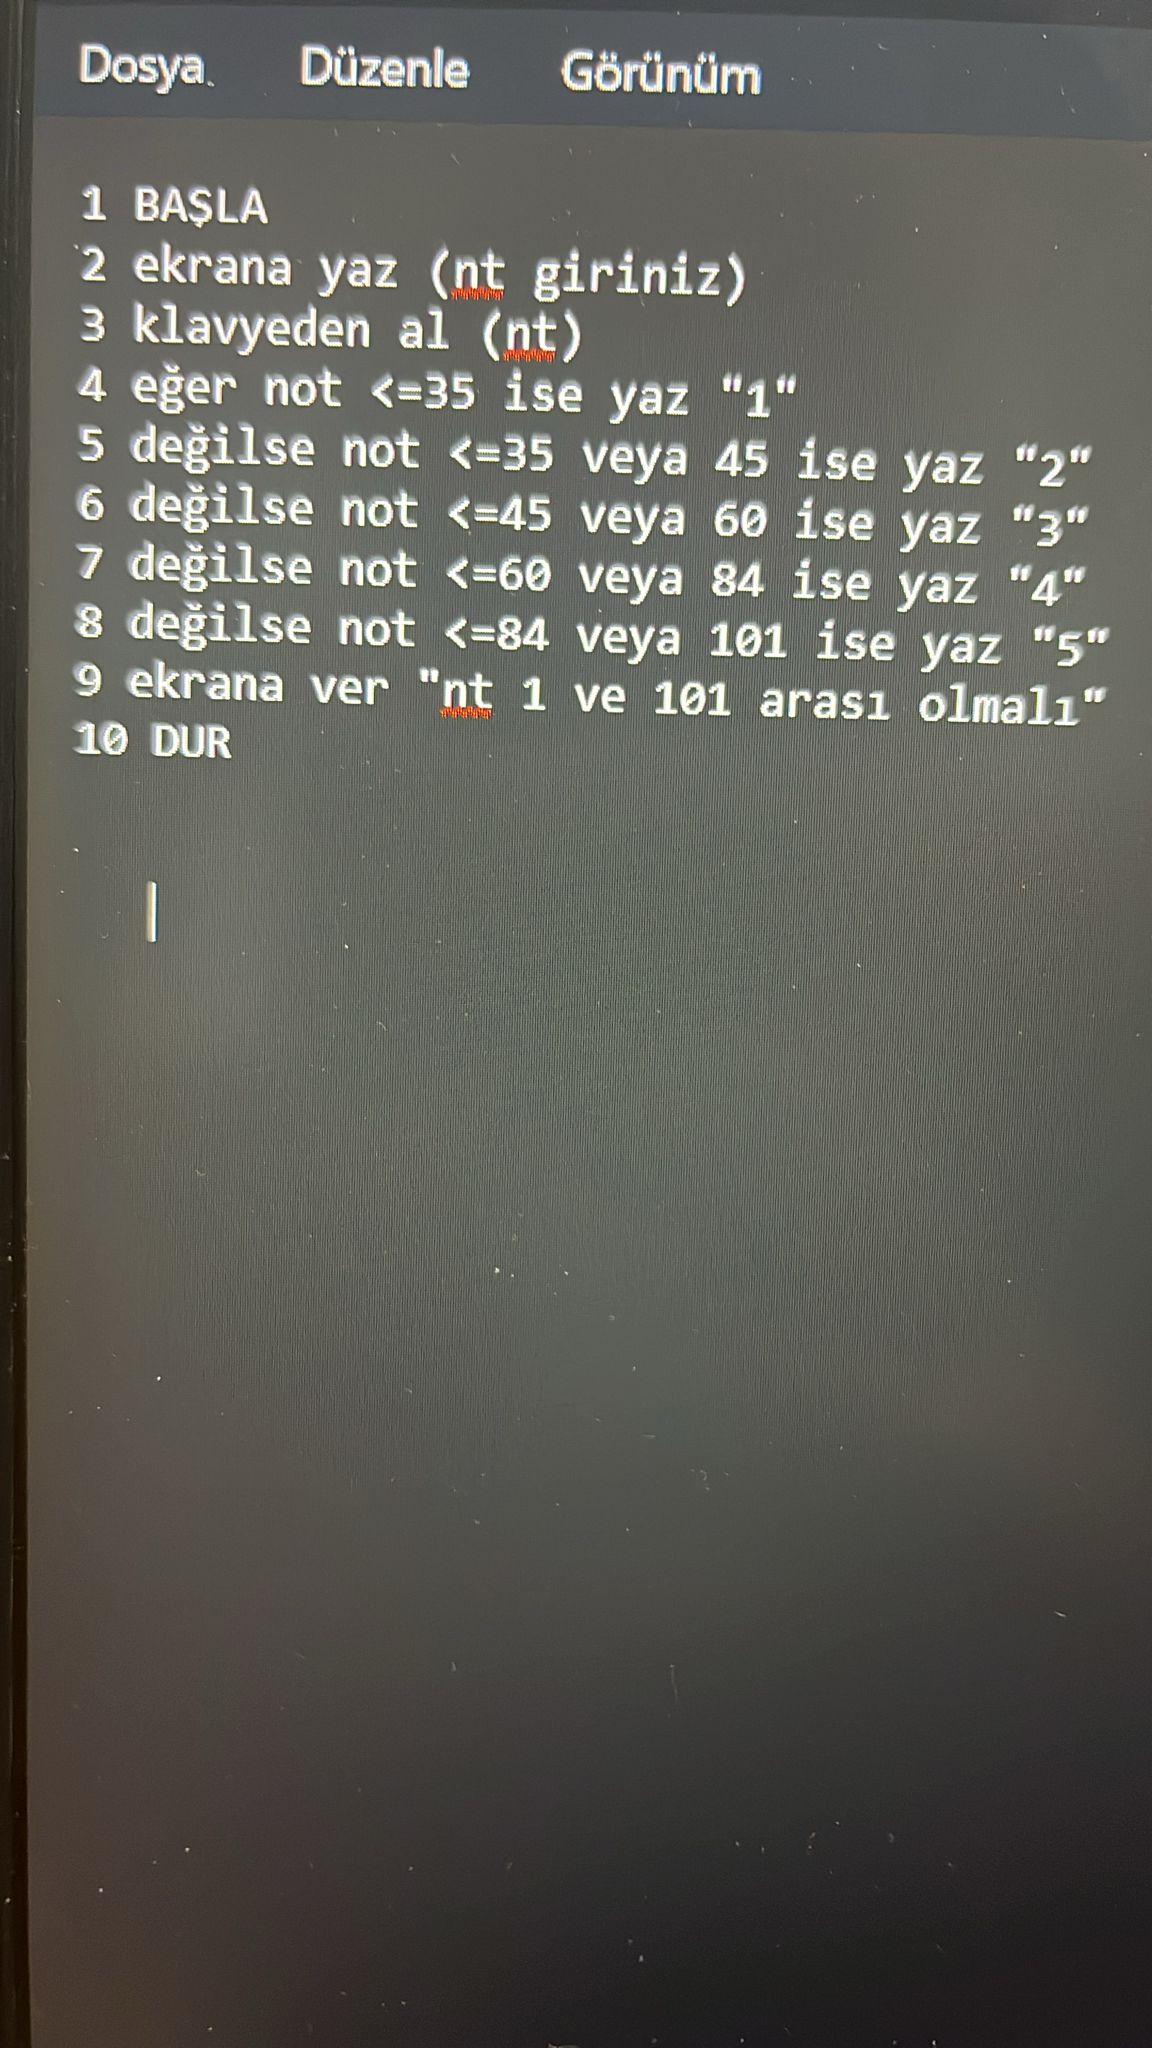 Dosya Düzenle Görünüm
1 BAŞLA
2 ekrana yaz (nt giriniz)
3 klavyeden al (nt)
4 eğer not <=35 ise yaz "1"
5 değilse not <=35 veya 45 ise yaz "2"
6 değilse not <=45 veya 60 ise yaz "3"
7 değilse not <=60 veya 84 ise yaz "4"
8 değilse not <=84 veya 101 ise yaz "5"
9 ekrana ver "nt 1 ve 101 arası olmalı"
10 DUR